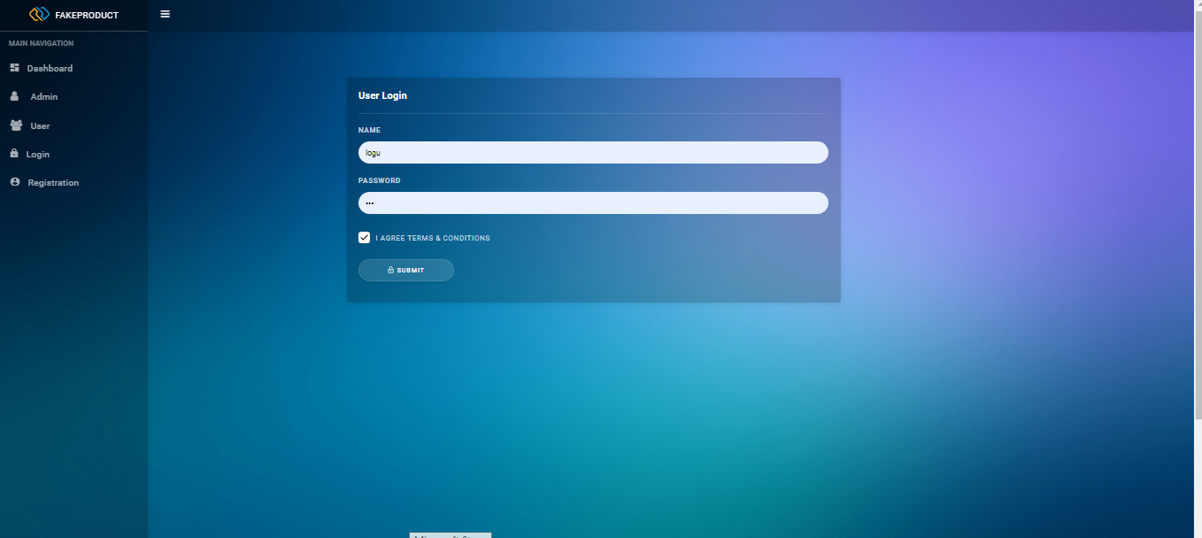 FAKEPRODUCT
MAIN NAVIGATION
Dashboard
Admin
User
Login
Registration
User Login
NAME
logu
PASSWORD
I AGREE TERMS & CONDITIONS
SUBMIT